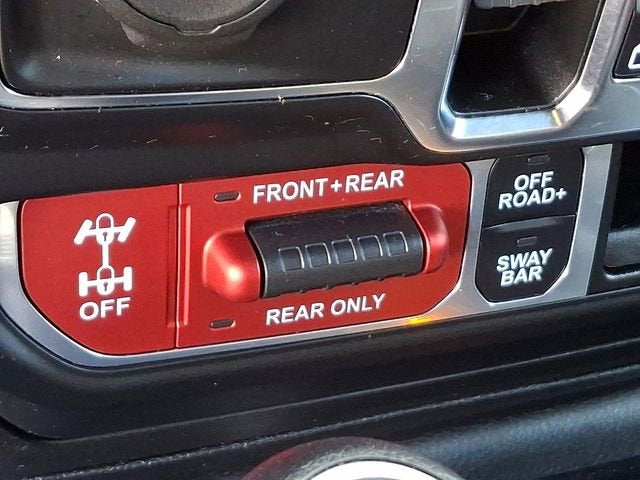 FRONT+REAR
OFF
REAR ONLY
OFF
ROAD+
SWAY
BAR